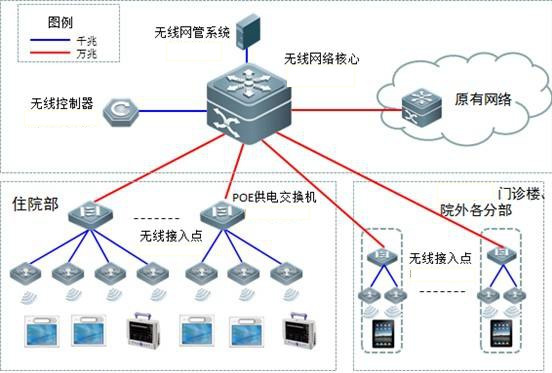 图例
千兆
万兆
无线网管系统
无线网络核心
无线控制器
原有网络
住院部
POE供电交换机
无线接入点
门诊楼、
院外各分部
无线接入点